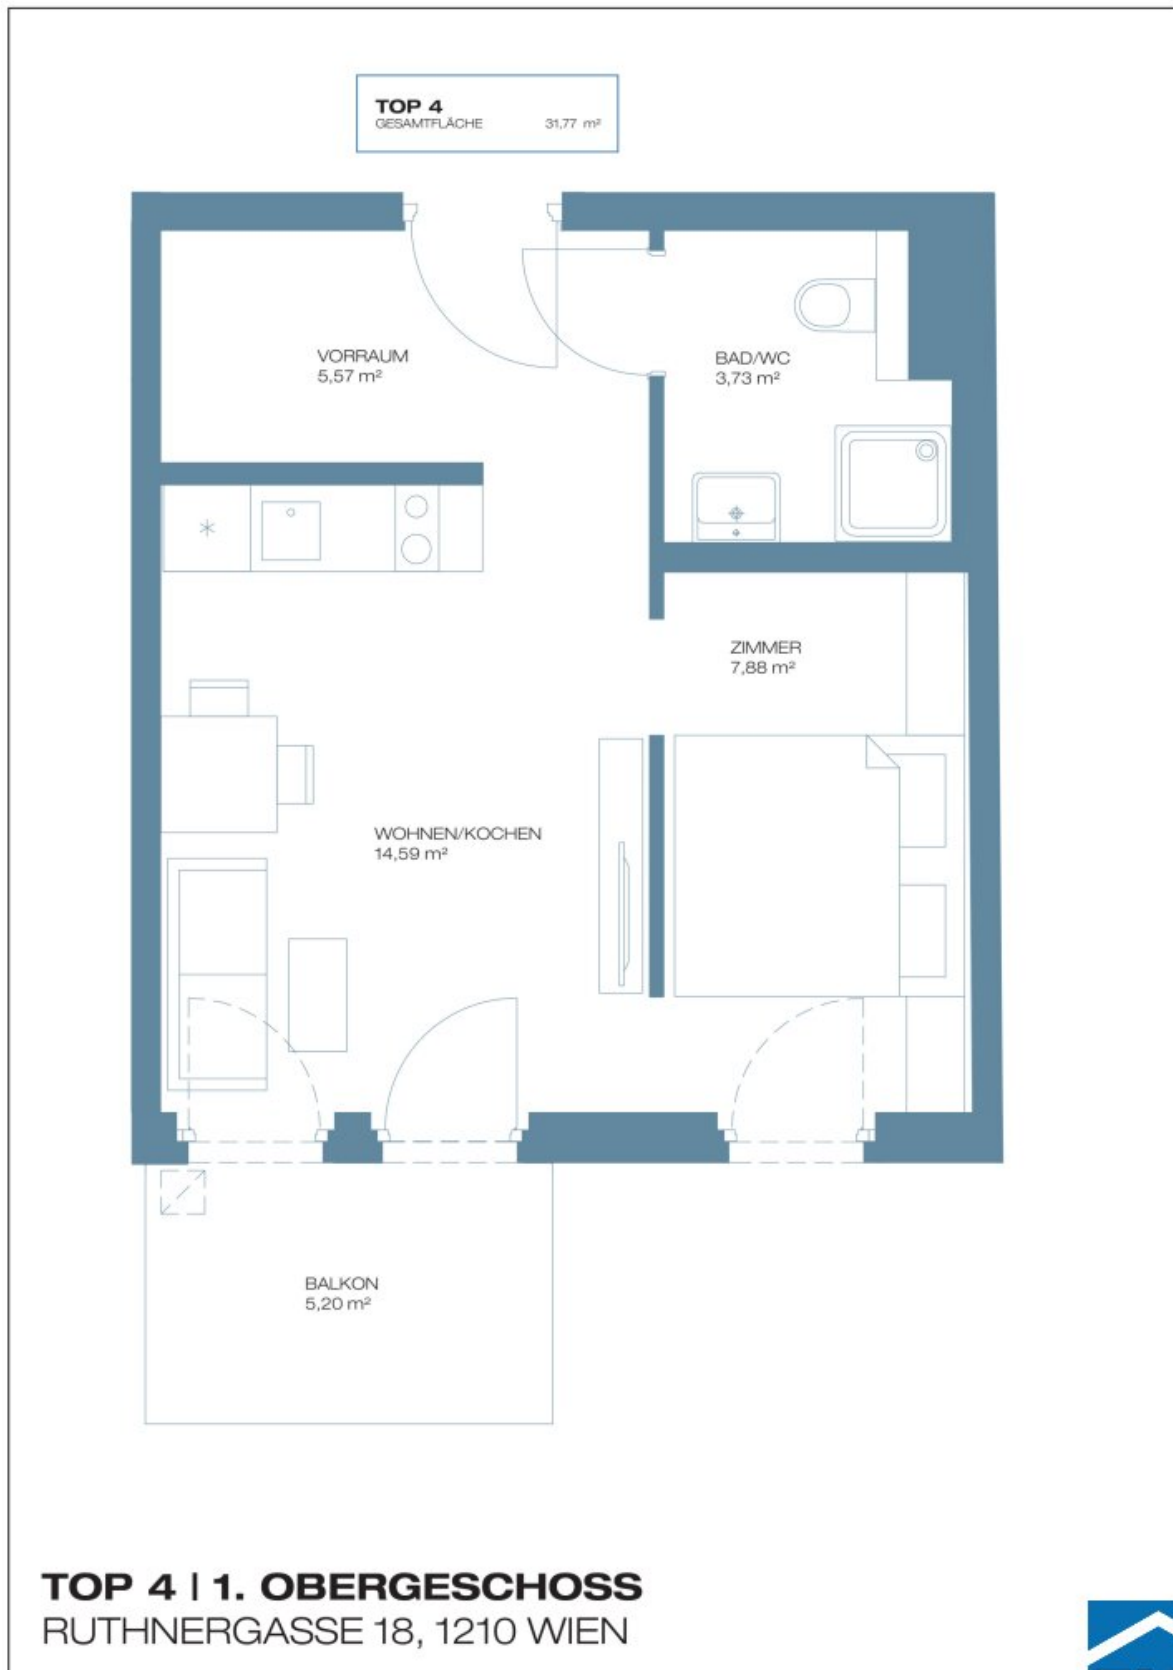 TOP 4
GESAMTFLÄCHE 31,77 m²
VORRAUM
5,57 m²
BAD/WC
3,73 m²
ZIMMER
7,88 m²
WOHNEN/KOCHEN
14,59 m²
BALKON
5,20 m²
TOP 4 | 1. OBERGESCHOSS
RUTHNERGASSE 18, 1210 WIEN